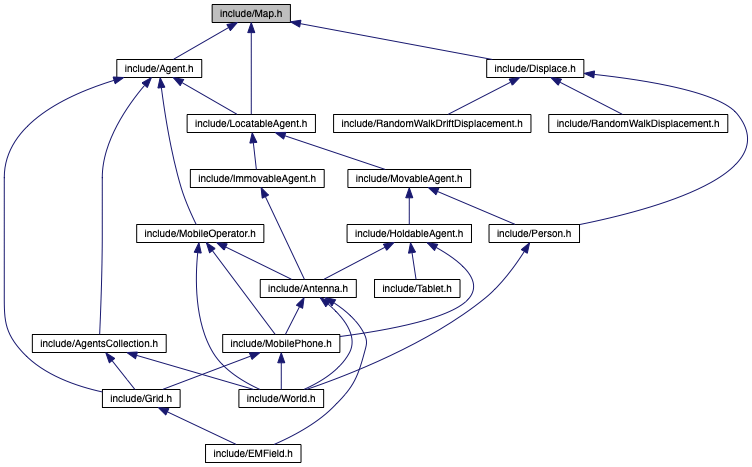 include/Map.h
include/Agent.h
include/Displace.h
include/LocatableAgent.h
include/RandomWalkDriftDisplacement.h
include/RandomWalkDisplacement.h
include/ImmovableAgent.h
include/MovableAgent.h
include/MobileOperator.h
include/HoldableAgent.h
include/Person.h
include/Antenna.h
include/Tablet.h
include/AgentsCollection.h
include/MobilePhone.h
include/Grid.h
include/World.h
include/EMField.h